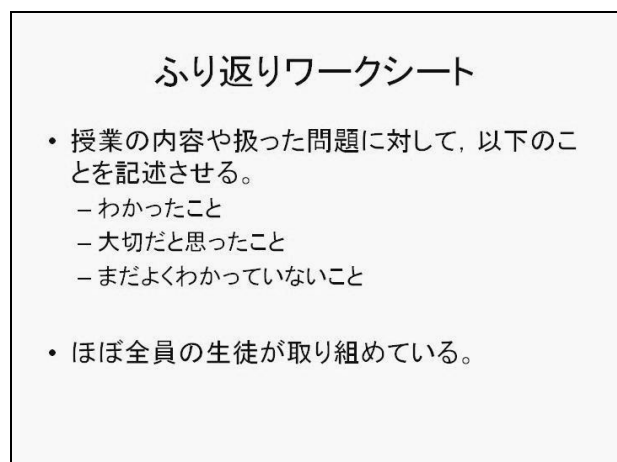 ふり返りワークシート
• 授業の内容や扱った問題に対して，以下のこ
とを記述させる。
– わかったこと
– 大切だと思ったこと
– まだよくわかっていないこと
• ほぼ全員の生徒が取り組めている。